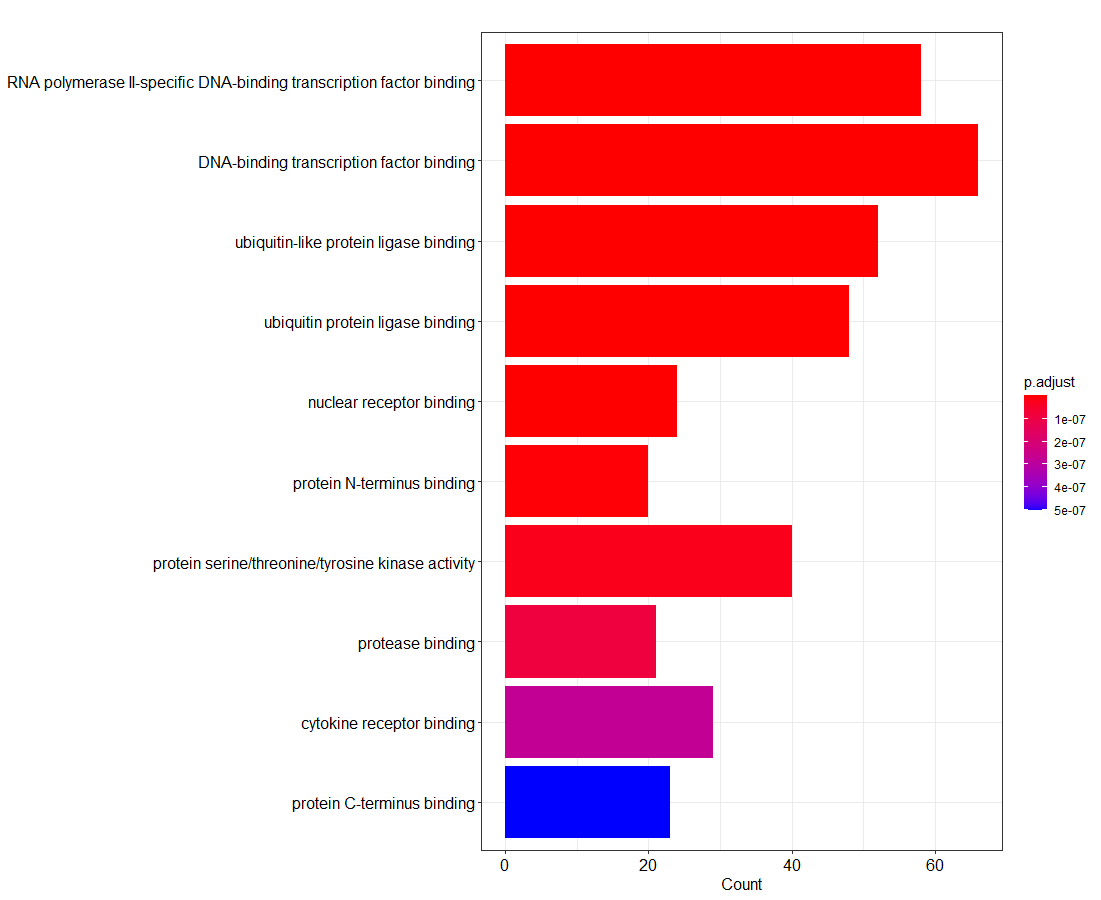 RNA polymerase II-specific DNA-binding transcription factor binding
DNA-binding transcription factor binding
ubiquitin-like protein ligase binding
ubiquitin protein ligase binding
nuclear receptor binding
protein N-terminus binding
protein serine/threonine/tyrosine kinase activity
protease binding
cytokine receptor binding
protein C-terminus binding
0 20 40 60
Count
p.adjust
1e-07
2e-07
3e-07
4e-07
5e-07